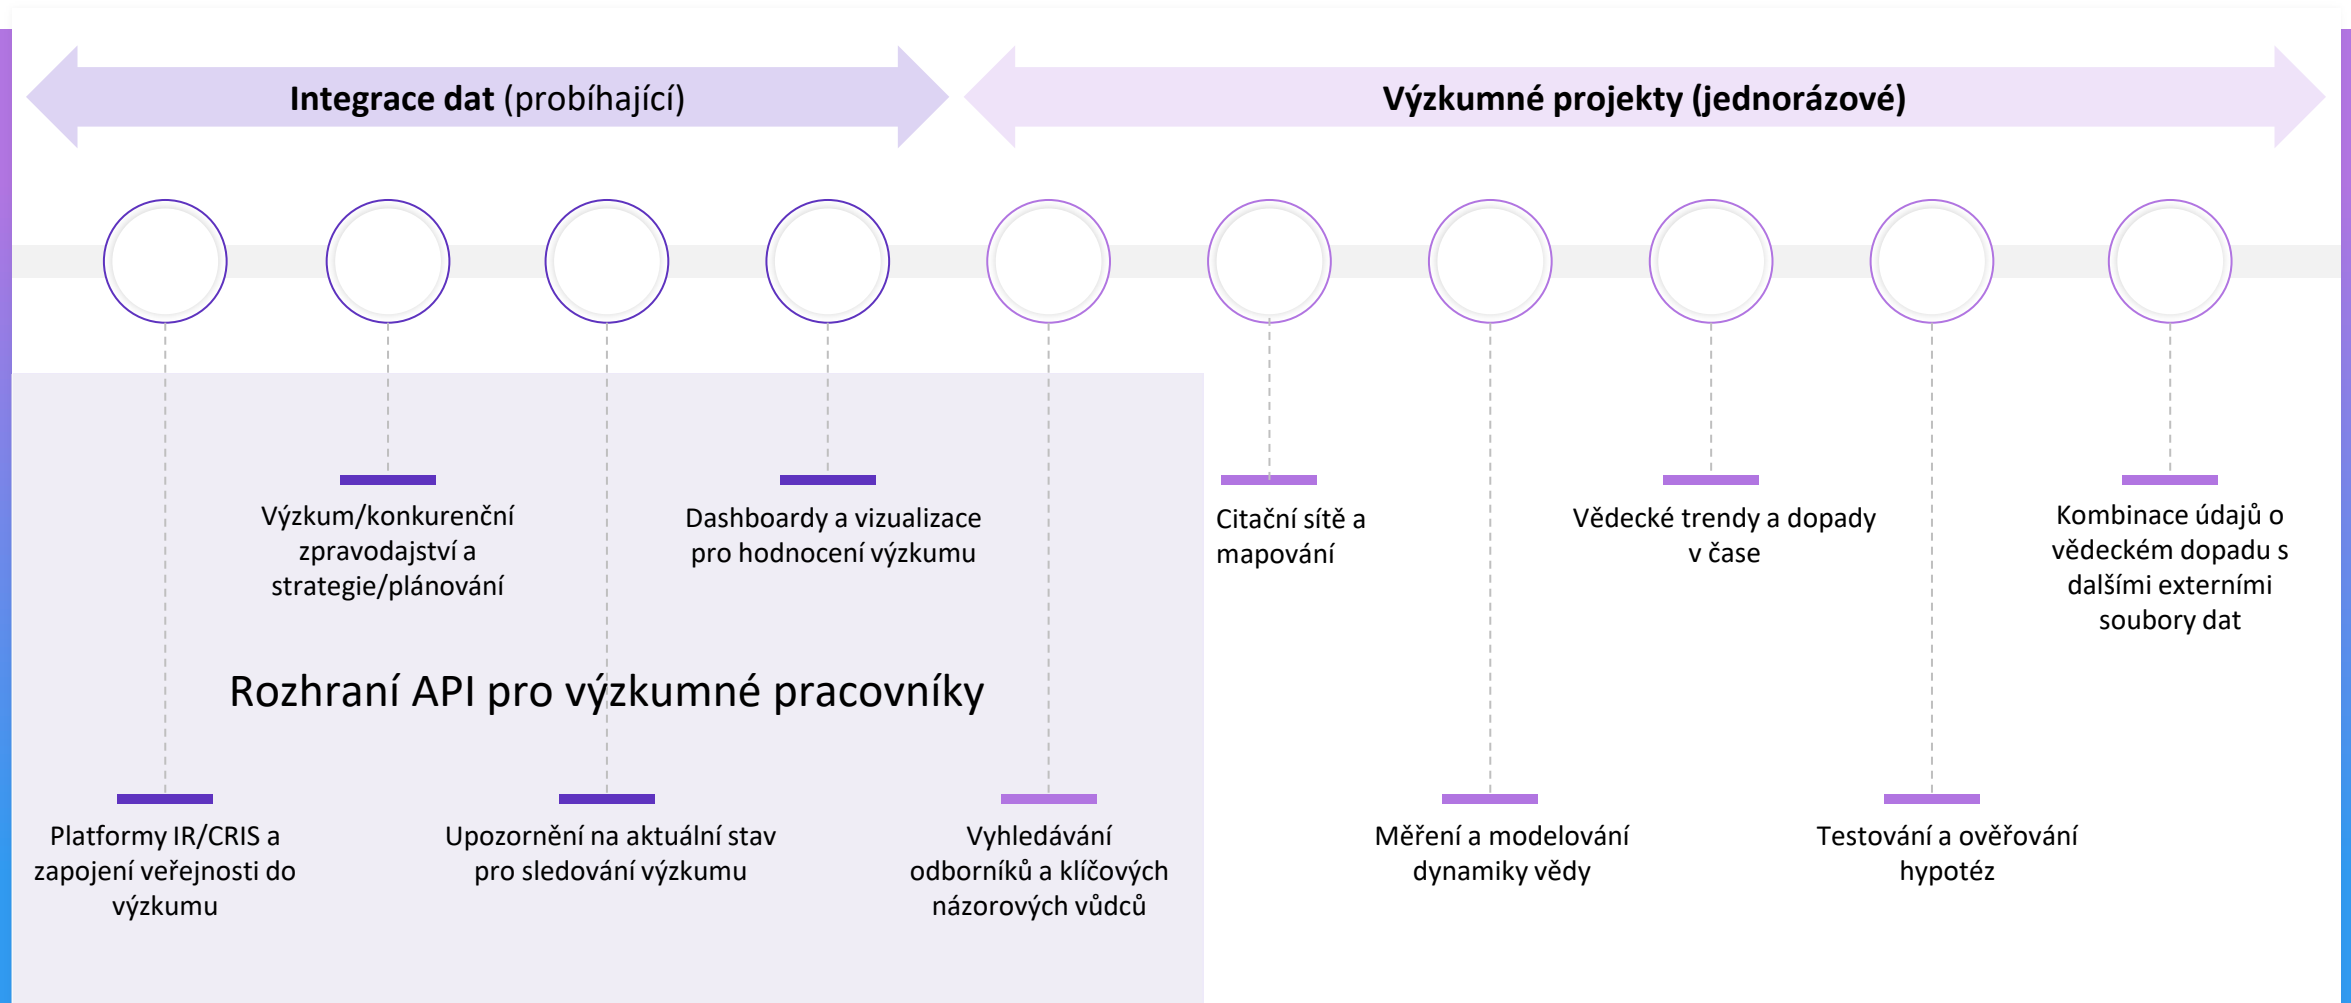 Integrace dat (probíhající)
Výzkumné projekty (jednorázové)
Výzkum/konkurenční
zpravodajství a
strategie/plánování
Dashboardy a vizualizace
pro hodnocení výzkumu
Citační sítě a
mapování
Vědecké trendy a dopady
v čase
Kombinace údajů o
vědeckém dopadu s
dalšími externími
soubory dat
Rozhraní API pro výzkumné pracovníky
Platformy IR/CRIS a
zapojení veřejnosti do
výzkumu
Upozornění na aktuální stav
pro sledování výzkumu
Vyhledávání
odborníků a klíčových
názorových vůdců
Měření a modelování
dynamiky vědy
Testování a ověřování
hypotéz